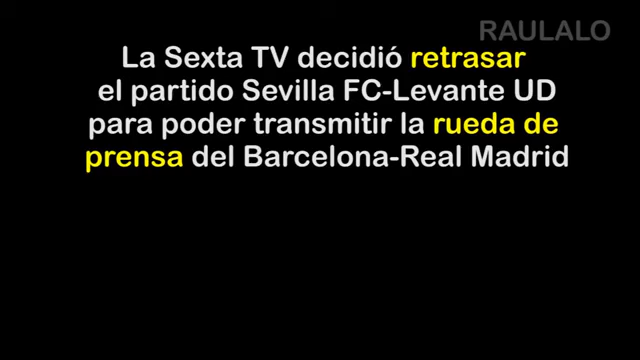 RAULALO
La Sexta TV decidió retrasar
el partido Sevilla FC-Levante UD
para poder transmitir la rueda de
prensa del Barcelona-Real Madrid